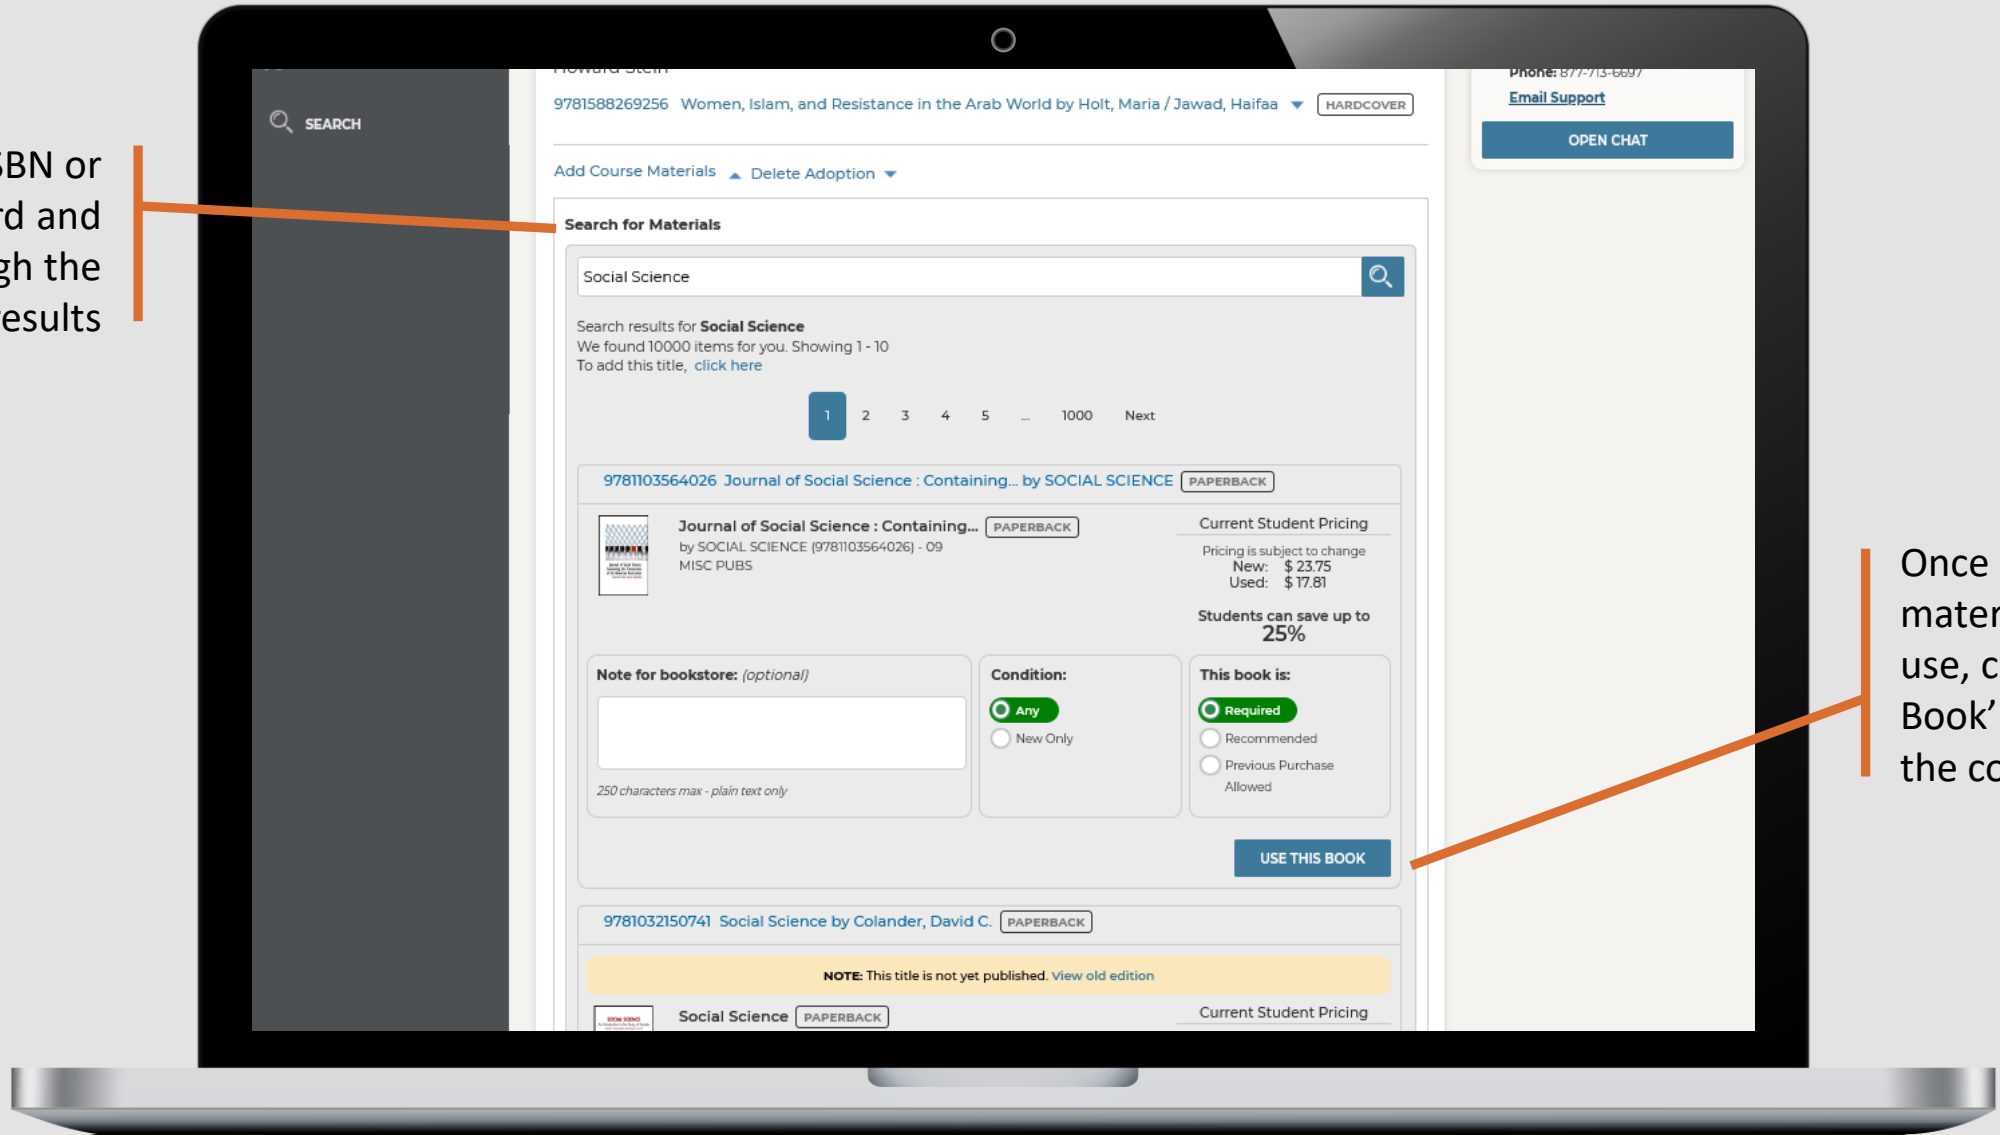 SBN or
rd and
gh the
esults
SEARCH
Howard Stein
9781588269256 Women, Islam, and Resistance in the Arab World by Holt, Maria / Jawad, Haifaa HARDCOVER
Add Course Materials Delete Adoption
Search for Materials
Social Science
Search results for Social Science
We found 10000 items for you. Showing 1 - 10
To add this title, click here
1 2 3 4 5 ... 1000 Next
9781103564026 Journal of Social Science : Containing... by SOCIAL SCIENCE PAPERBACK
Journal of Social Science : Containing... PAPERBACK
by SOCIAL SCIENCE (9781103564026) - 09
MISC PUBS
Current Student Pricing
Pricing is subject to change
New: $ 23.75
Used: $ 17.81
Students can save up to
25%
Note for bookstore: (optional)
250 characters max - plain text only
Condition:
Any
New Only
This book is:
Required
Recommended
Previous Purchase
Allowed
USE THIS BOOK
9781032150741 Social Science by Colander, David C. PAPERBACK
NOTE: This title is not yet published. View old edition
SOCIAL SCIENCE
Social Science PAPERBACK
Current Student Pricing
Phone: 877-713-6697
Email Support
OPEN CHAT
Once
mater
use, c
Book’
the co